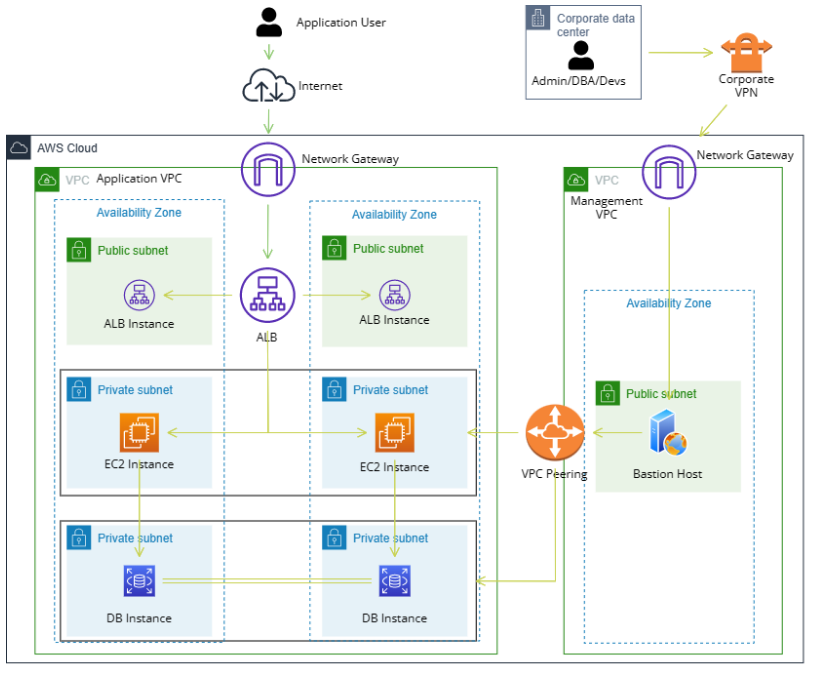 Application User
Corporate data
center
Admin/DBA/Devs
Internet
Corporate
VPN
AWS Cloud
Network Gateway
Network Gateway
VPC
Application VPC
VPC
Management
VPC
Availability Zone
Availability Zone
Public subnet
Public subnet
ALB Instance
ALB
ALB Instance
Availability Zone
Private subnet
Private subnet
Public subnet
EC2 Instance
EC2 Instance
VPC Peering
Bastion Host
Private subnet
Private subnet
DB Instance
DB Instance